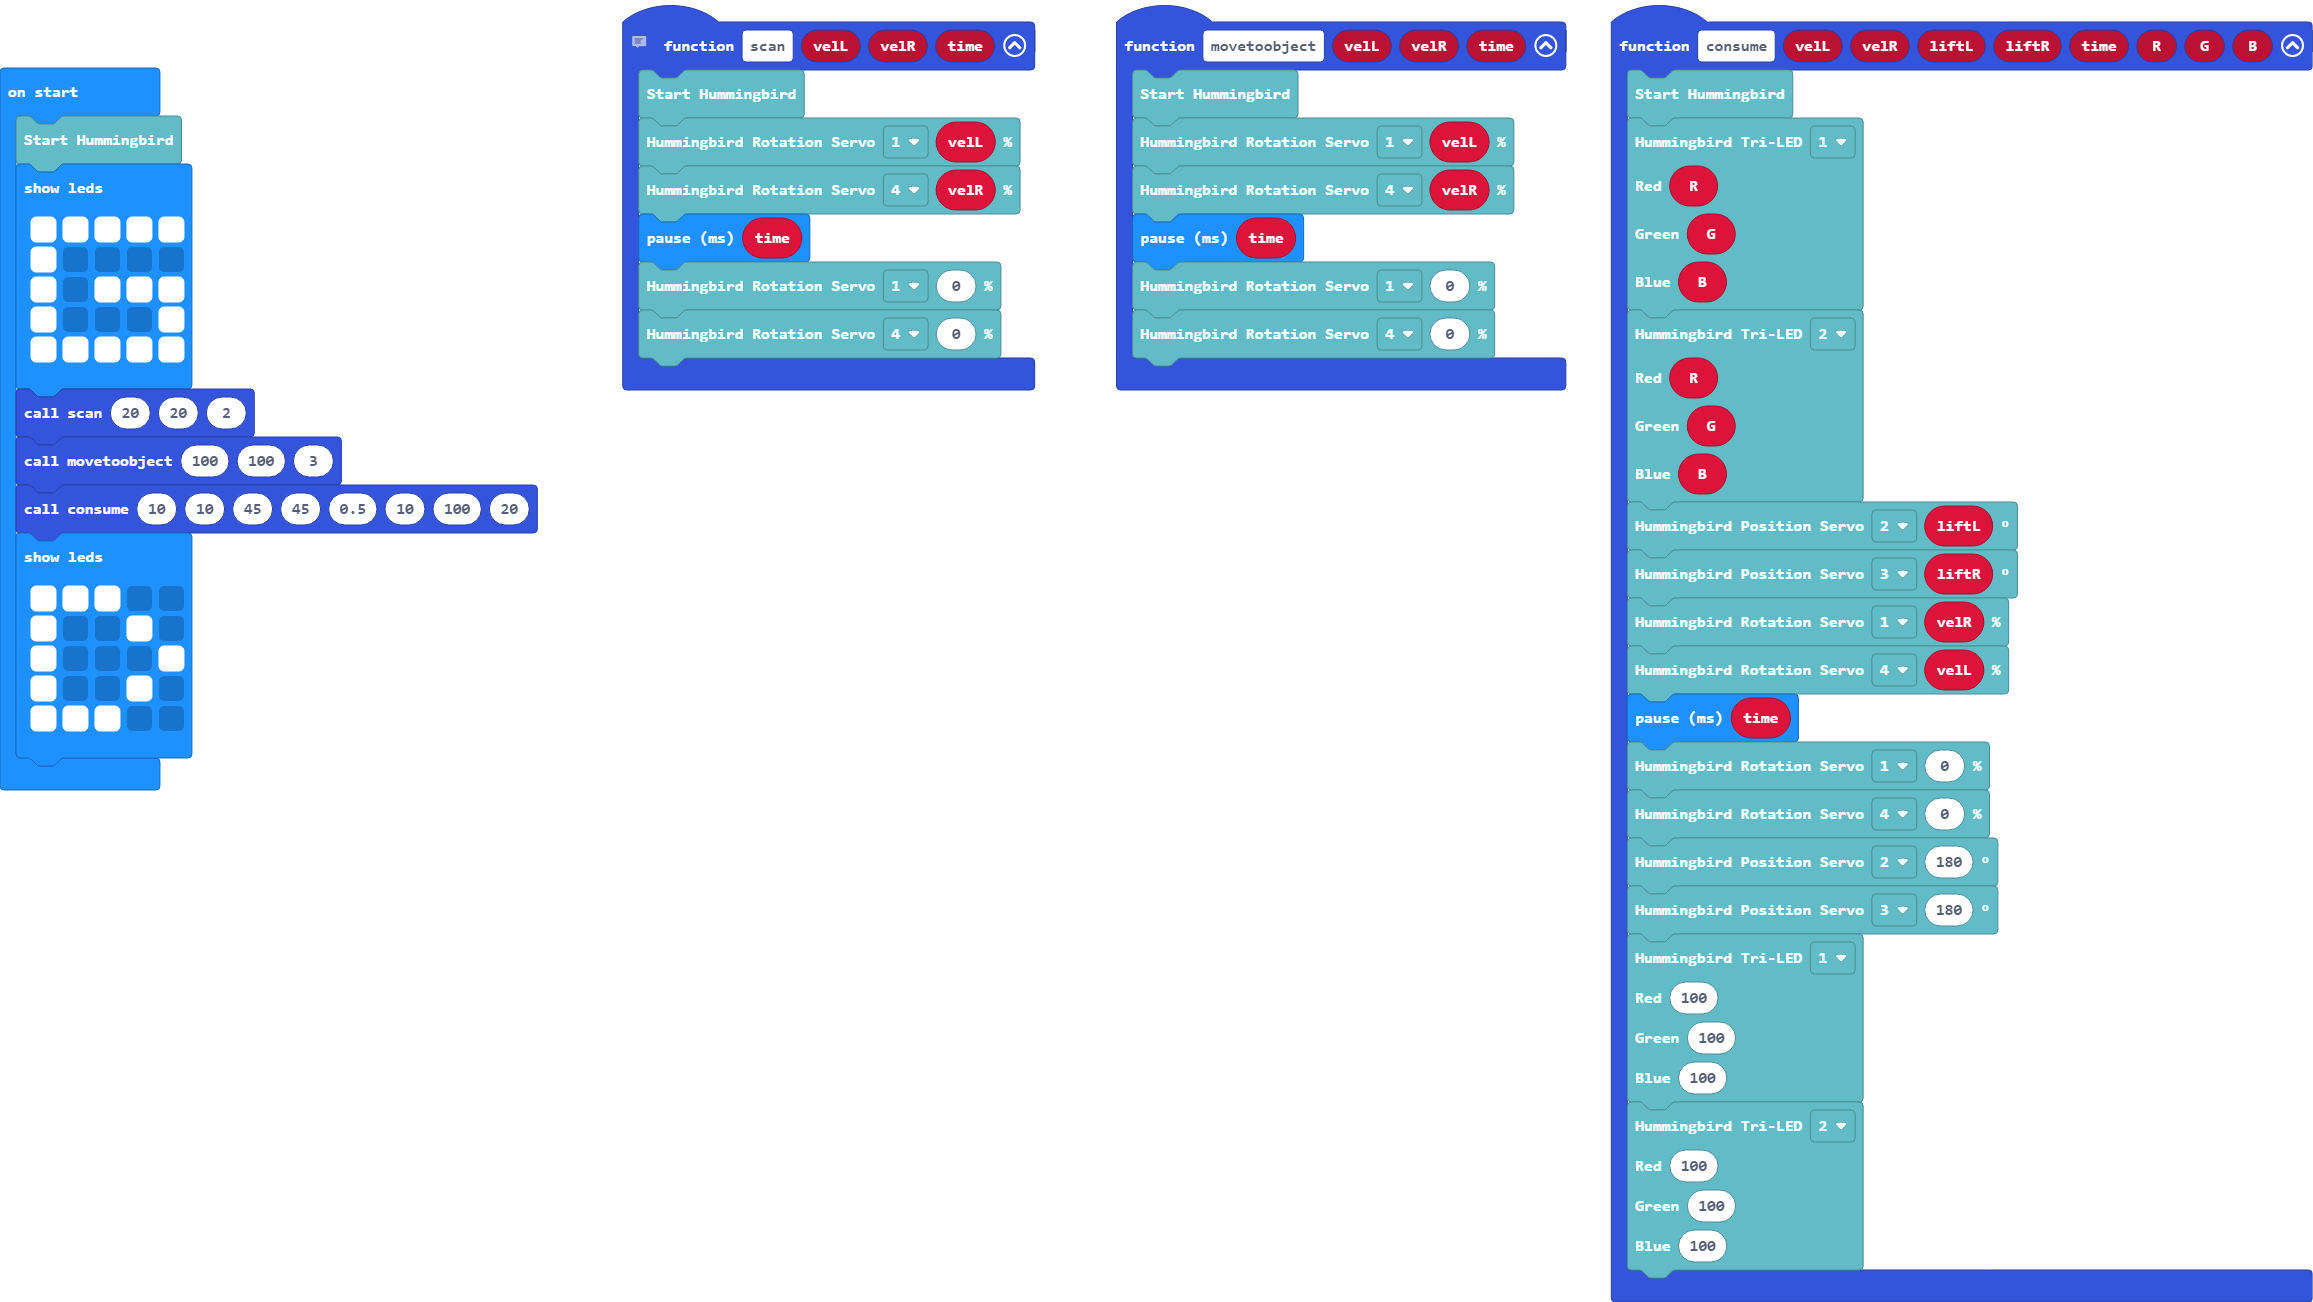 on start
Start Hummingbird
show leds
call scan 20 20 2
call movetoobject 100 100 3
call consume 10 10 45 45 0.5 10 100 20
show leds
function scan velL velR time
Start Hummingbird
Hummingbird Rotation Servo 1 velL %
Hummingbird Rotation Servo 4 velR %
pause (ms) time
Hummingbird Rotation Servo 1 0 %
Hummingbird Rotation Servo 4 0 %
function movetoobject velL velR time
Start Hummingbird
Hummingbird Rotation Servo 1 velL %
Hummingbird Rotation Servo 4 velR %
pause (ms) time
Hummingbird Rotation Servo 1 0 %
Hummingbird Rotation Servo 4 0 %
function consume velL velR liftL liftR time R G B
Start Hummingbird
Hummingbird Tri-LED 1
Red R
Green G
Blue B
Hummingbird Tri-LED 2
Red R
Green G
Blue B
Hummingbird Position Servo 2 liftL °
Hummingbird Position Servo 3 liftR °
Hummingbird Rotation Servo 1 velR %
Hummingbird Rotation Servo 4 velL %
pause (ms) time
Hummingbird Rotation Servo 1 0 %
Hummingbird Rotation Servo 4 0 %
Hummingbird Position Servo 2 180 °
Hummingbird Position Servo 3 180 °
Hummingbird Tri-LED 1
Red 100
Green 100
Blue 100
Hummingbird Tri-LED 2
Red 100
Green 100
Blue 100